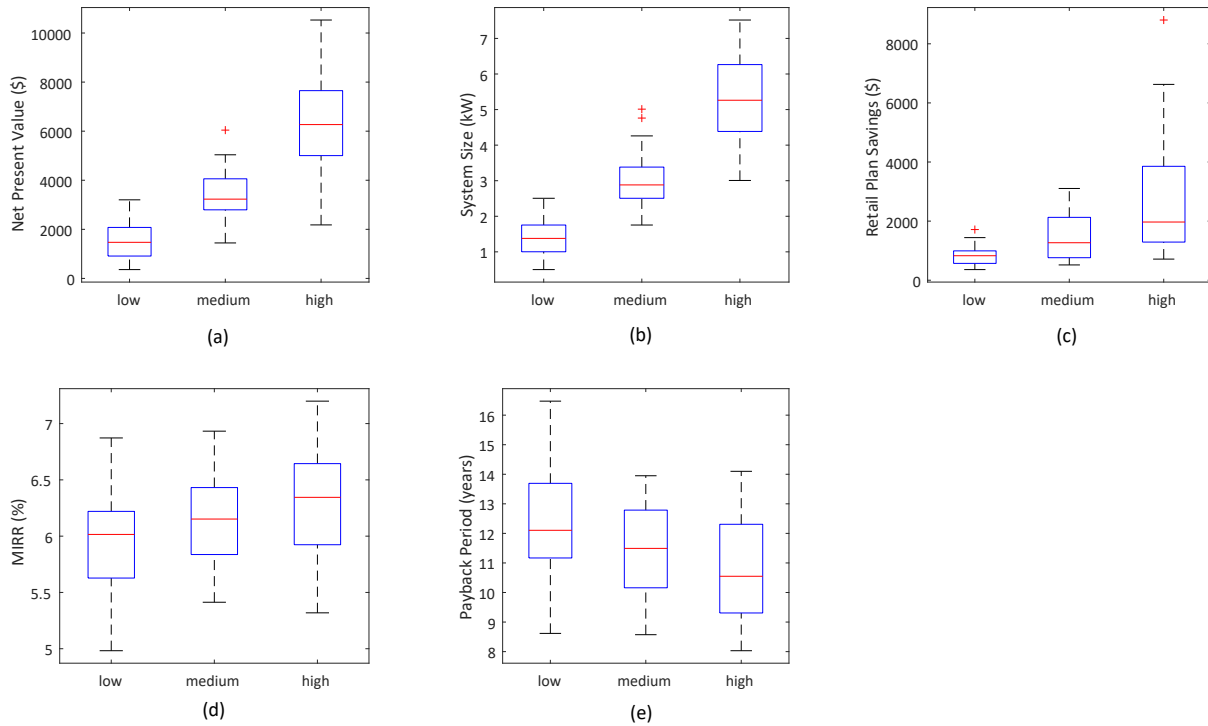 Net Present Value ($)
10000
8000
6000
4000
2000
0
low medium high
(a)
System Size (kW)
7
6
5
4
3
2
1
low medium high
(b)
Retail Plan Savings ($)
8000
6000
4000
2000
0
low medium high
(c)
MIRR (%)
7
6.5
6
5.5
5
low medium high
(d)
Payback Period (years)
16
15
14
13
12
11
10
9
8
low medium high
(e)